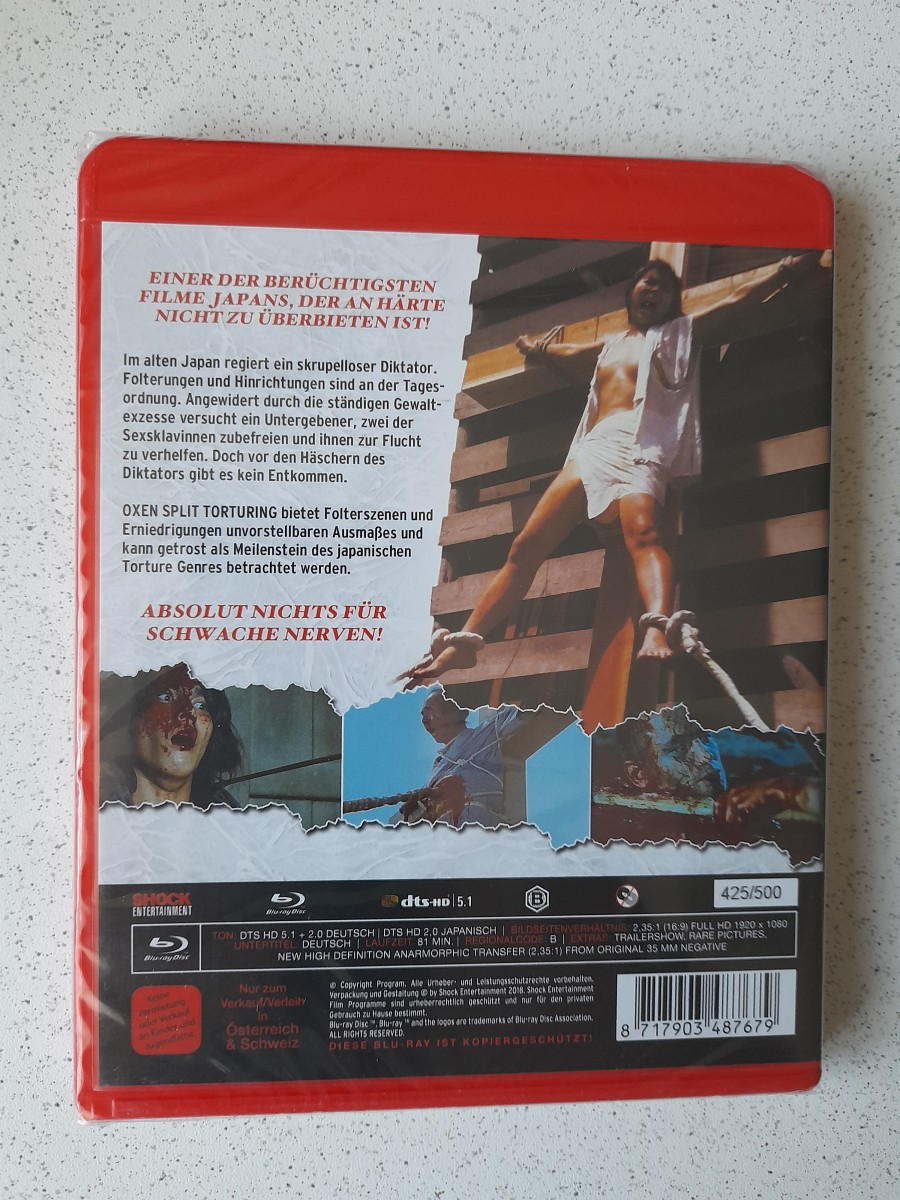 EINER DER BERÜCHTIGSTEN
FILME JAPANS, DER AN HÄRTE
NICHT ZU ÜBERBIETEN IST!
Im alten Japan regiert ein skrupelloser Diktator.
Folterungen und Hinrichtungen sind an der Tages-
ordnung. Angewidert durch die ständigen Gewalt-
exzesse versucht ein Untergebener, zwei der
Sexsklavinnen zubefreien und ihnen zur Flucht
zu verhelfen. Doch vor den Häschern des
Diktators gibt es kein Entkommen.
OXEN SPLIT TORTURING bietet Folterszenen und
Erniedrigungen unvorstellbaren Ausmaßes und
kann getrost als Meilenstein des japanischen
Torture Genres betrachtet werden.
ABSOLUT NICHTS FÜR
SCHWACHE NERVEN!
SHOCK
ENTERTAINMENT
Blu-ray Disc
dts-HD 5.1
B
425/500
Blu-ray Disc
TON: DTS HD 5.1 + 2.0 DEUTSCH | DTS HD 2.0 JAPANISCH | BILDSEITENVERHÄLTNIS: 2,35:1 (16:9) FULL HD 1920 x 1080
UNTERTITEL: DEUTSCH | LAUFZEIT: 81 MIN. | REGIONALCODE: B | EXTRAS: TRAILERSHOW, RARE PICTURES,
NEW HIGH DEFINITION ANARMORPHIC TRANSFER (2,35:1) FROM ORIGINAL 35 MM NEGATIVE
Keine
Vermietung
oder Verkauf
an Kinder und
Jugendliche
Nur zum
Verkauf/Verleih
in
Österreich
& Schweiz
© Copyright Program. Alle Urheber- und Leistungsschutzrechte vorbehalten.
Verpackung und Gestaltung © by Shock Entertainment 2018. Shock Entertainment
Film Programme sind urheberrechtlich geschützt und nur für den privaten
Gebrauch zu Hause bestimmt.
Blu-ray Disc™, Blu-ray™ and the logos are trademarks of Blu-ray Disc Association.
ALL RIGHTS RESERVED.
DIESE BLU-RAY IST KOPIERGESCHÜTZT!
8 717903 487679